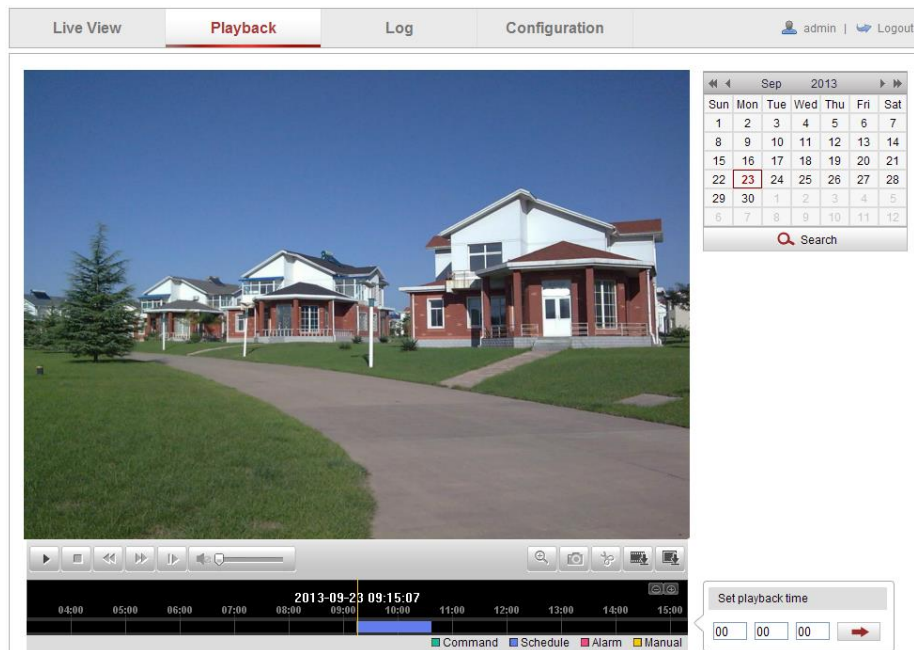 Live View Playback Log Configuration admin | Logout
Sep 2013
Sun Mon Tue Wed Thu Fri Sat
1 2 3 4 5 6 7
8 9 10 11 12 13 14
15 16 17 18 19 20 21
22 23 24 25 26 27 28
29 30 1 2 3 4 5
6 7 8 9 10 11 12
Search
2013-09-23 09:15:07
04:00 05:00 06:00 07:00 08:00 09:00 10:00 11:00 12:00 13:00 14:00 15:00
Command Schedule Alarm Manual
Set playback time
00 00 00